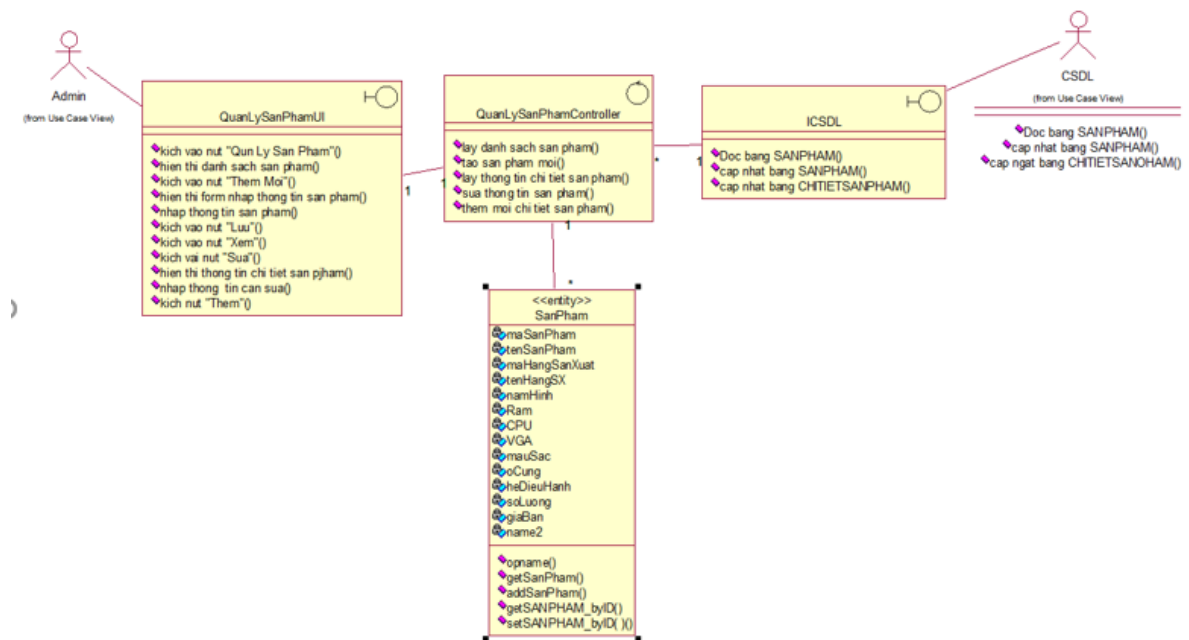 Admin
(from Use Case View)
QuanLySanPhamUI
kich vao nut "Qun Ly San Pham"()
hien thi danh sach san pham()
kich vao nut "Them Moi"()
hien thi form nhap thong tin san pham()
nhap thong tin san pham()
kich vao nut "Luu"()
kich vao nut "Xem"()
kich vai nut "Sua"()
hien thi thong tin chi tiet san pjham()
nhap thong tin can sua()
kich nut "Them"()
1
1
QuanLySanPhamController
lay danh sach san pham()
tao san pham moi()
lay thong tin chi tiet san pham()
sua thong tin san pham()
them moi chi tiet san pham()
*
1
ICSDL
Doc bang SANPHAM()
cap nhat bang SANPHAM()
cap nhat bang CHITIETSANPHAM()
CSDL
(from Use Case View)
Doc bang SANPHAM()
cap nhat bang SANPHAM()
cap ngat bang CHITIETSANOHAM()
1
*
<<entity>>
SanPham
maSanPham
tenSanPham
maHangSanXuat
tenHangSX
namHinh
Ram
CPU
VGA
mauSac
oCung
heDieuHanh
soLuong
giaBan
name2
opname()
getSanPham()
addSanPham()
getSANPHAM_byID()
setSANPHAM_byID( )()